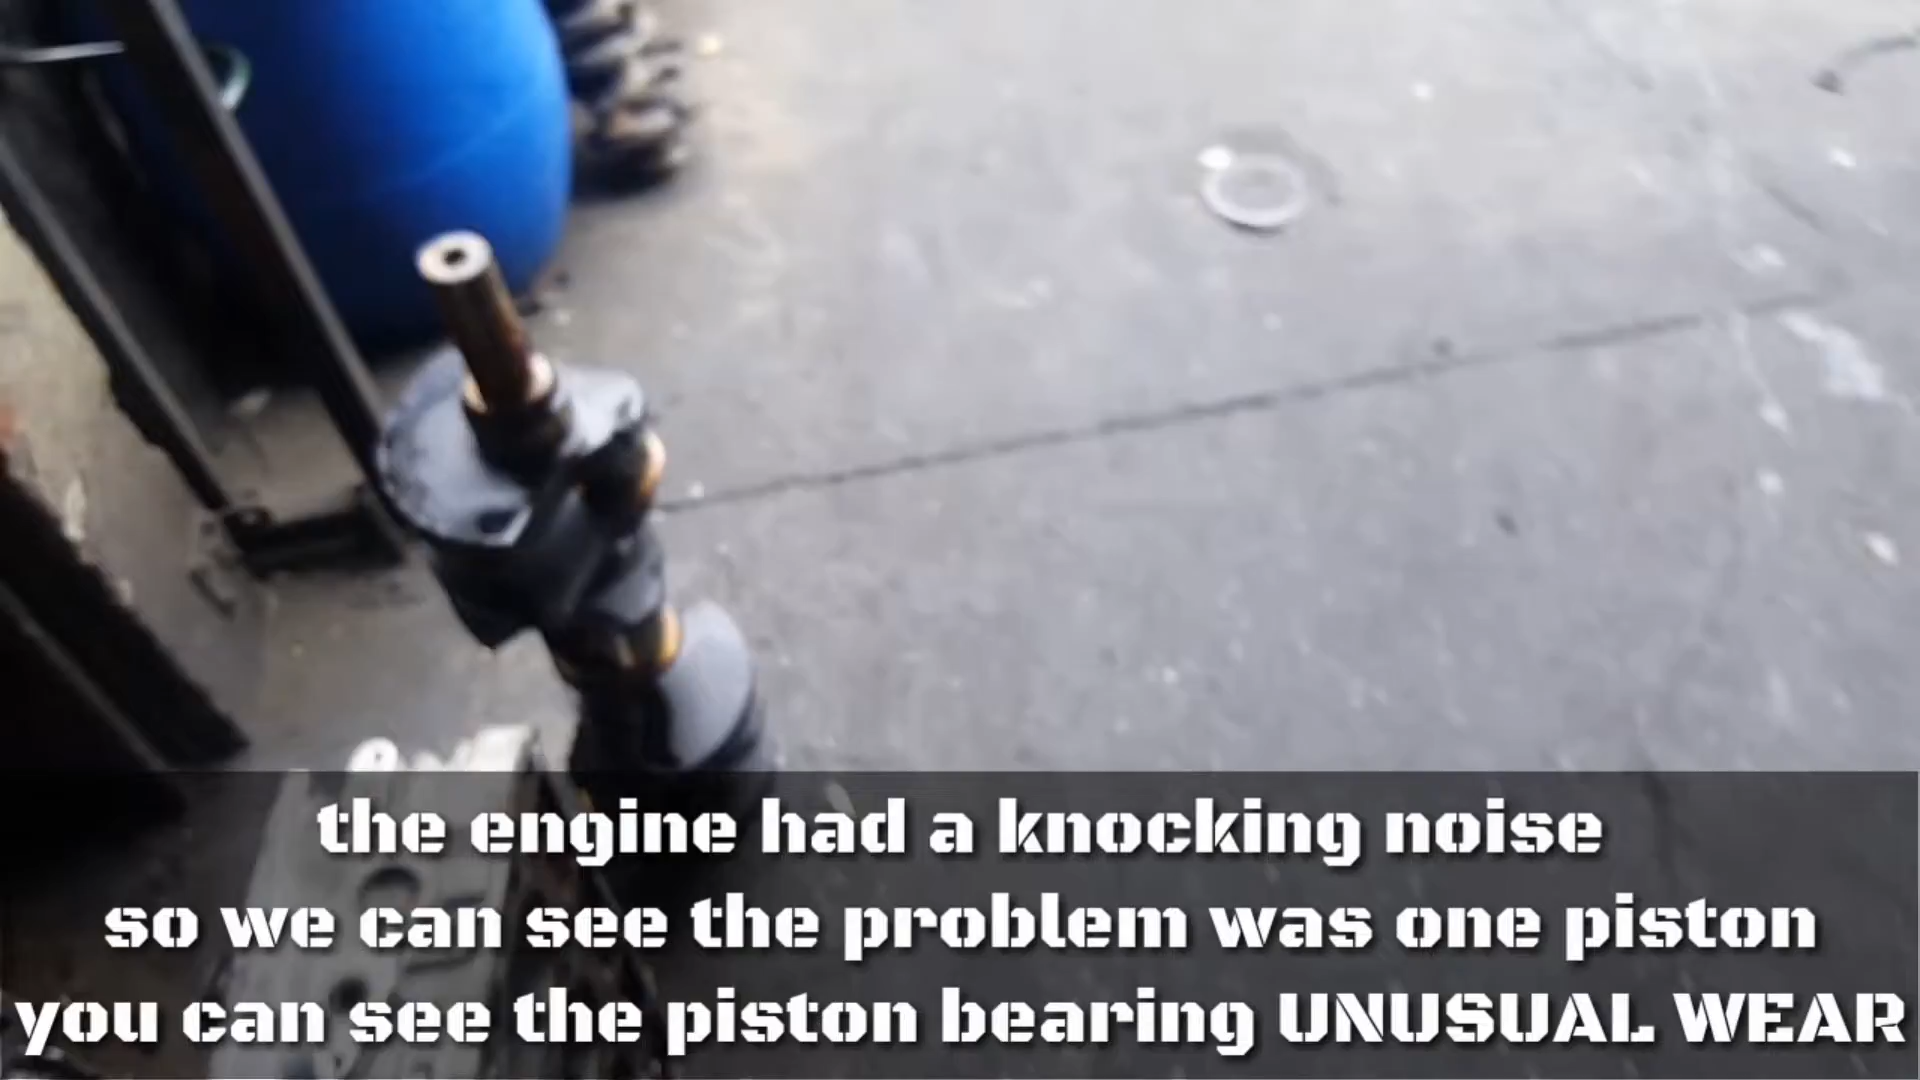 the engine had a knocking noise
so we can see the problem was one piston
you can see the piston bearing UNUSUAL WEAR